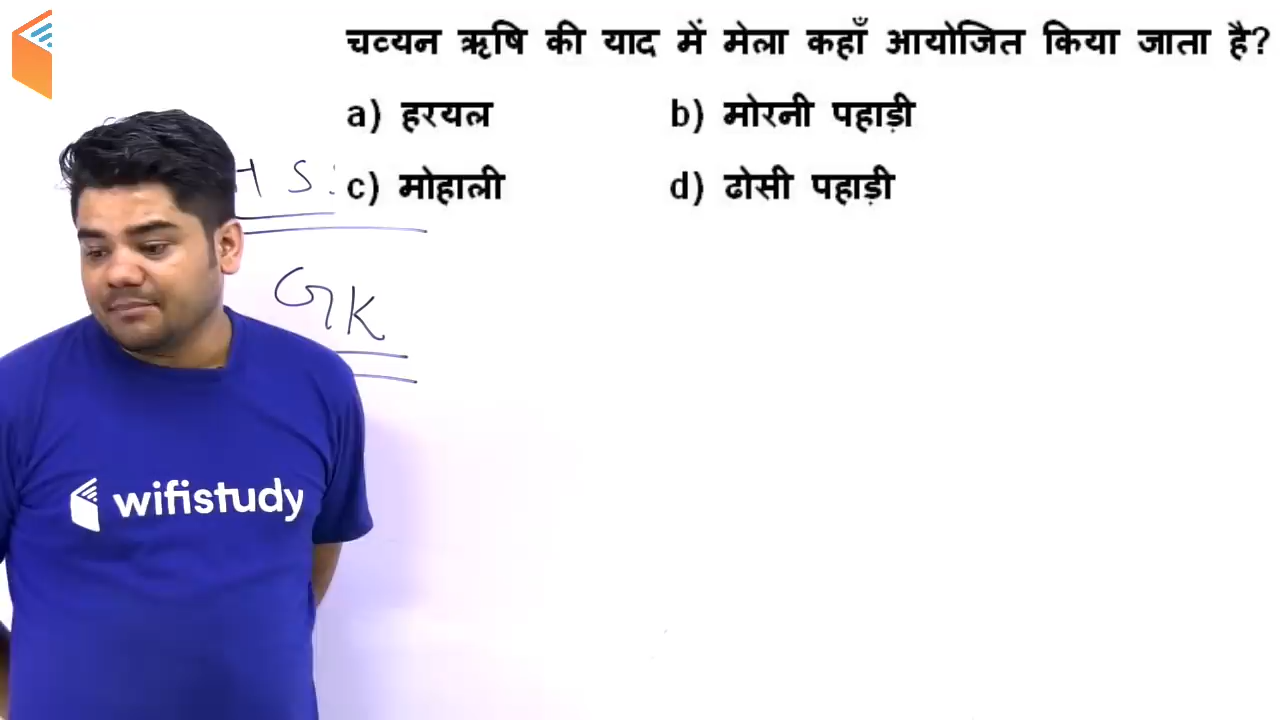 चव्यन ऋषि की याद में मेला कहाँ आयोजित किया जाता है?
a) हरयल b) मोरनी पहाड़ी
c) मोहाली d) ढोसी पहाड़ी
H S:
GK
wifistudy